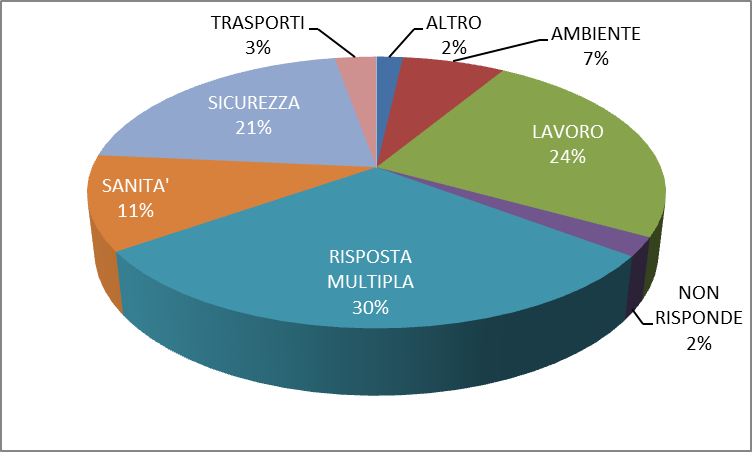 TRASPORTI
3%
ALTRO
2%
AMBIENTE
7%
SICUREZZA
21%
LAVORO
24%
SANITA'
11%
RISPOSTA
MULTIPLA
30%
NON
RISPONDE
2%